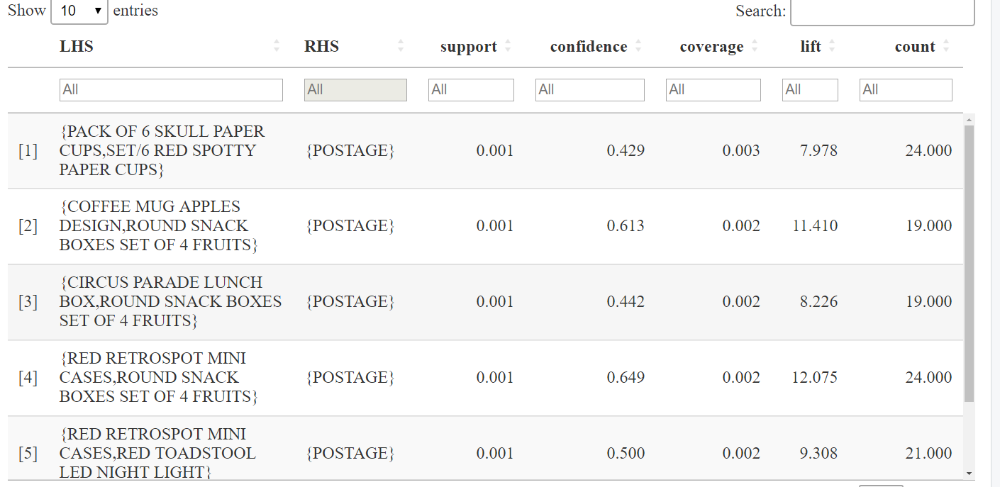 Show 10 entries Search:
LHS RHS support confidence coverage lift count
All All All All All All All
{PACK OF 6 SKULL PAPER
[1] CUPS,SET/6 RED SPOTTY {POSTAGE} 0.001 0.429 0.003 7.978 24.000
PAPER CUPS}
{COFFEE MUG APPLES
[2] DESIGN,ROUND SNACK {POSTAGE} 0.001 0.613 0.002 11.410 19.000
BOXES SET OF 4 FRUITS}
{CIRCUS PARADE LUNCH
[3] BOX,ROUND SNACK BOXES {POSTAGE} 0.001 0.442 0.002 8.226 19.000
SET OF 4 FRUITS}
{RED RETROSPOT MINI
[4] CASES,ROUND SNACK {POSTAGE} 0.001 0.649 0.002 12.075 24.000
BOXES SET OF 4 FRUITS}
{RED RETROSPOT MINI
[5] CASES,RED TOADSTOOL {POSTAGE} 0.001 0.500 0.002 9.308 21.000
LED NIGHT LIGHT}